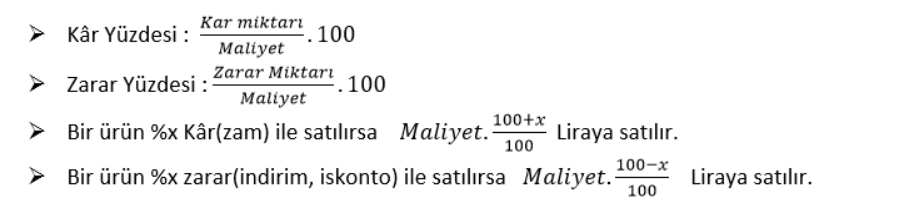 ➤ Kâr Yüzdesi : $\frac{Kar\ miktarı}{Maliyet}.100$
➤ Zarar Yüzdesi : $\frac{Zarar\ Miktarı}{Maliyet}.100$
➤ Bir ürün %x Kâr(zam) ile satılırsa $Maliyet.\frac{100+x}{100}$ Liraya satılır.
➤ Bir ürün %x zarar(indirim, iskonto) ile satılırsa $Maliyet.\frac{100-x}{100}$ Liraya satılır.